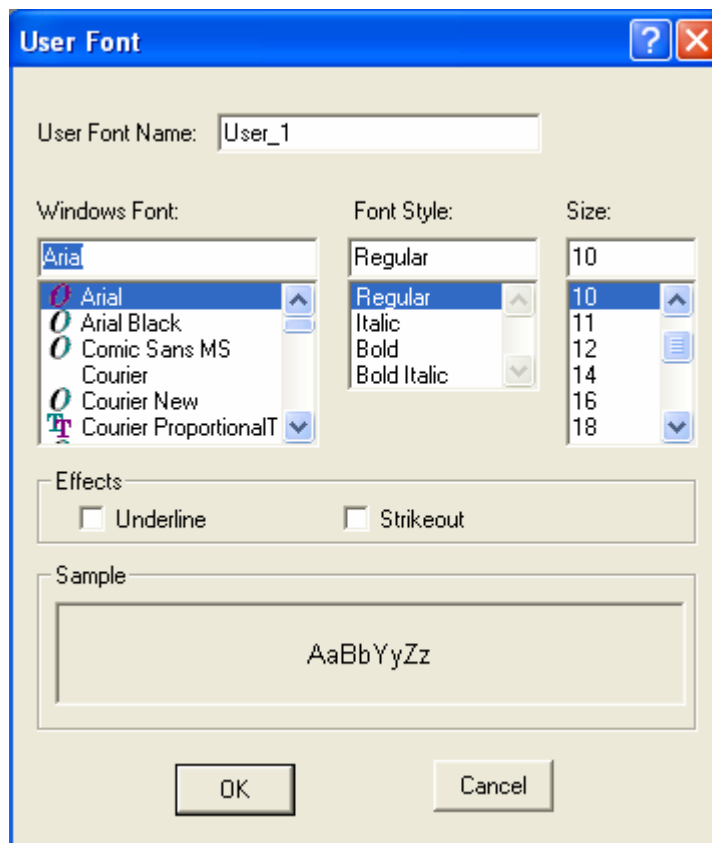 User Font
User Font Name: User_1
Windows Font: Font Style: Size:
Arial Regular 10
Arial Regular 10
Arial Black Italic 11
Comic Sans MS Bold 12
Courier Bold Italic 14
Courier New 16
Courier ProportionalT 18
Effects
Underline Strikeout
Sample
AaBbYyZz
OK Cancel